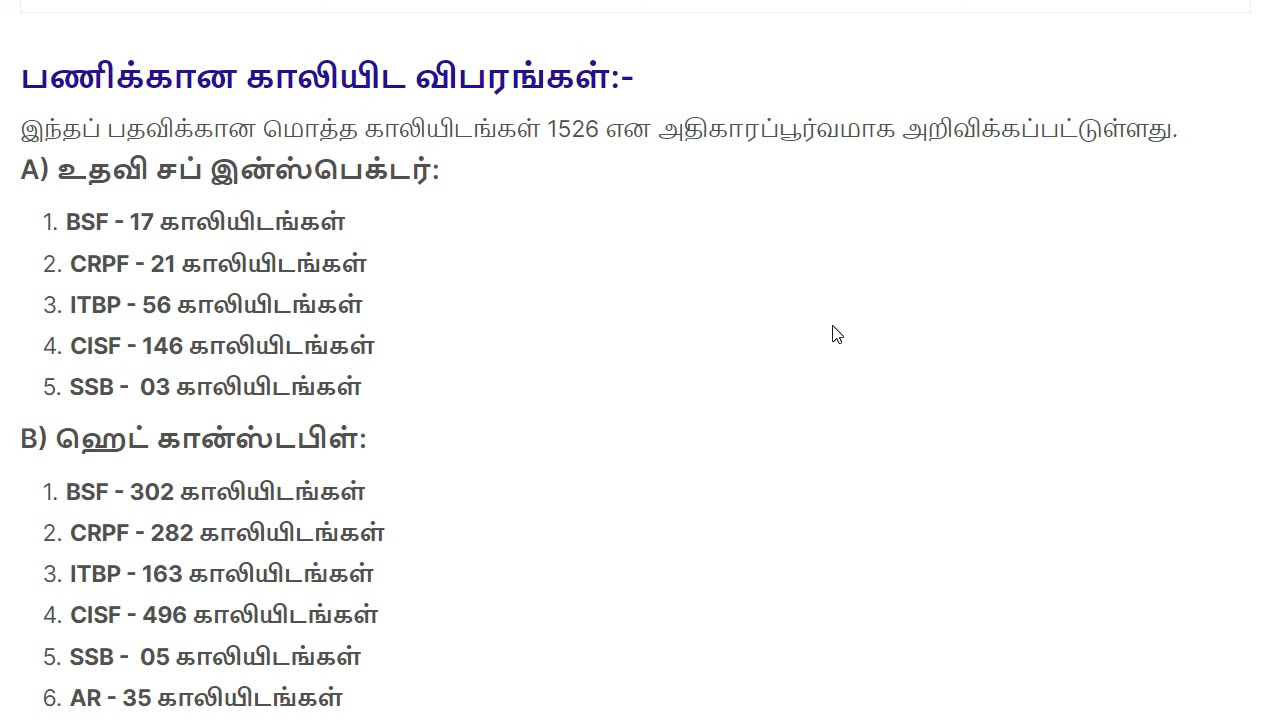 பணிக்கான காலியிட விபரங்கள்:-
இந்தப் பதவிக்கான மொத்த காலியிடங்கள் 1526 என அதிகாரப்பூர்வமாக அறிவிக்கப்பட்டுள்ளது.
A) உதவி சப் இன்ஸ்பெக்டர்:
1. BSF - 17 காலியிடங்கள்
2. CRPF - 21 காலியிடங்கள்
3. ITBP - 56 காலியிடங்கள்
4. CISF - 146 காலியிடங்கள்
5. SSB - 03 காலியிடங்கள்
B) ஹெட் கான்ஸ்டபிள்:
1. BSF - 302 காலியிடங்கள்
2. CRPF - 282 காலியிடங்கள்
3. ITBP - 163 காலியிடங்கள்
4. CISF - 496 காலியிடங்கள்
5. SSB - 05 காலியிடங்கள்
6. AR - 35 காலியிடங்கள்